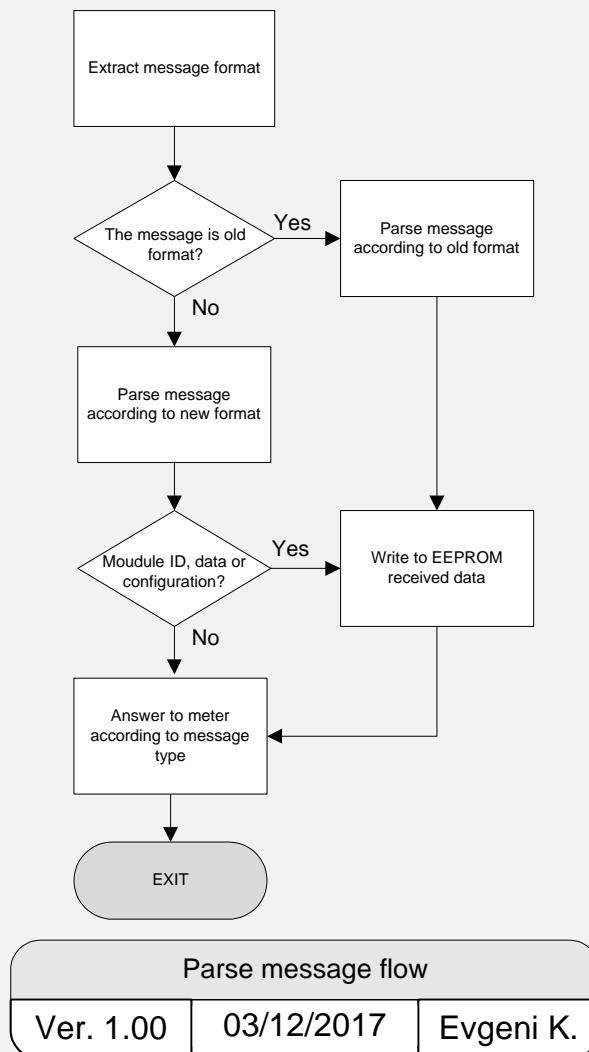 Extract message format
The message is old
format?
Yes
Parse message
according to old format
No
Parse message
according to new format
Moudule ID, data or
configuration?
Yes
Write to EEPROM
received data
No
Answer to meter
according to message
type
EXIT
Parse message flow
Ver. 1.00
03/12/2017
Evgeni K.